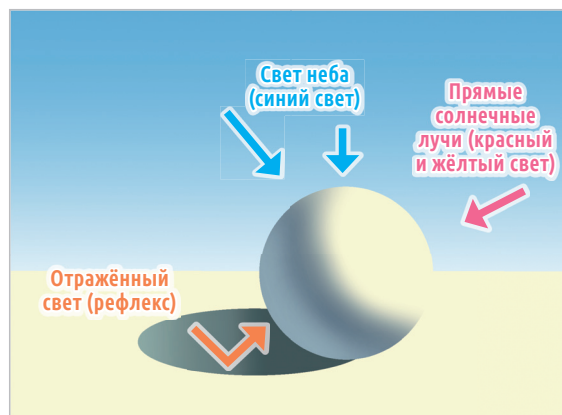 Свет неба
(синий свет)
Прямые
солнечные
лучи (красный
и жёлтый свет)
Отражённый
свет (рефлекс)